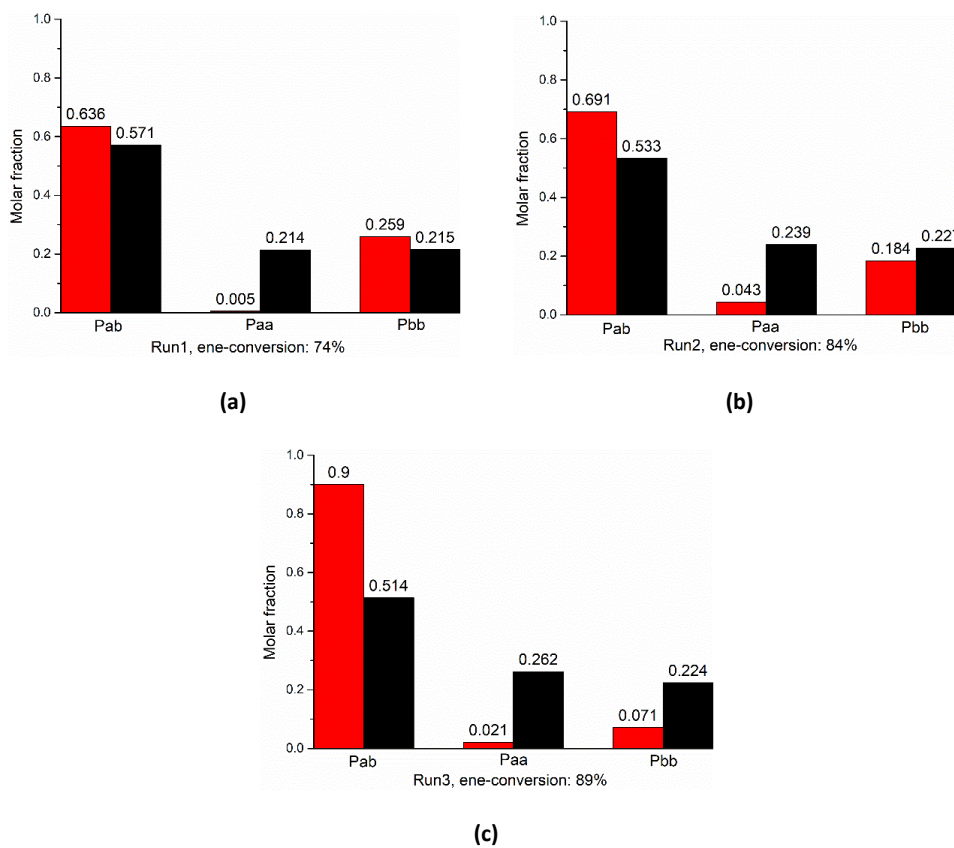 1.0
0.8
0.6
0.4
0.2
0.0
Molar fraction
0.636
0.571
0.005
0.214
0.259
0.215
Pab
Paa
Pbb
Run1, ene-conversion: 74%
(a)
1.0
0.8
0.6
0.4
0.2
0.0
Molar fraction
0.691
0.533
0.043
0.239
0.184
0.227
Pab
Paa
Pbb
Run2, ene-conversion: 84%
(b)
1.0
0.8
0.6
0.4
0.2
0.0
Molar fraction
0.9
0.514
0.021
0.262
0.071
0.224
Pab
Paa
Pbb
Run3, ene-conversion: 89%
(c)